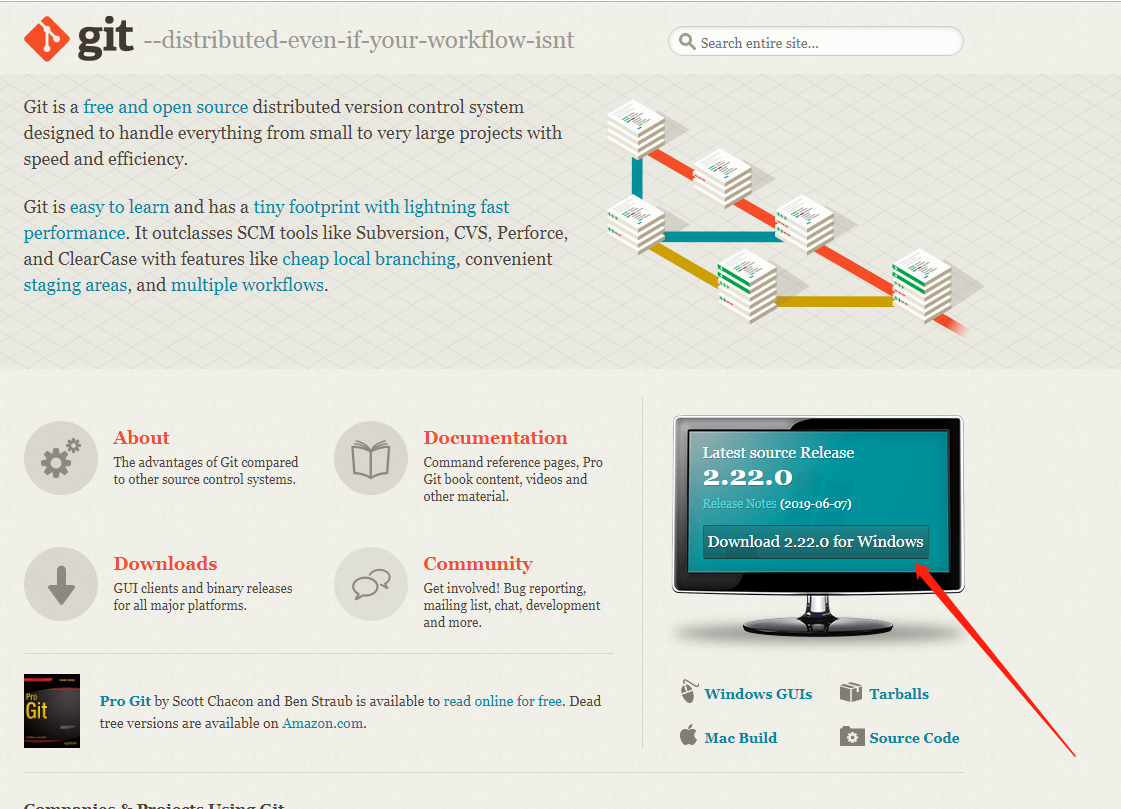 git --distributed-even-if-your-workflow-isnt
Search entire site...
Git is a free and open source distributed version control system
designed to handle everything from small to very large projects with
speed and efficiency.
Git is easy to learn and has a tiny footprint with lightning fast
performance. It outclasses SCM tools like Subversion, CVS, Perforce,
and ClearCase with features like cheap local branching, convenient
staging areas, and multiple workflows.
About
The advantages of Git compared
to other source control systems.
Documentation
Command reference pages, Pro
Git book content, videos and
other material.
Downloads
GUI clients and binary releases
for all major platforms.
Community
Get involved! Bug reporting,
mailing list, chat, development
and more.
Pro
Git
Pro Git by Scott Chacon and Ben Straub is available to read online for free. Dead
tree versions are available on Amazon.com.
Latest source Release
2.22.0
Release Notes (2019-06-07)
Download 2.22.0 for Windows
Windows GUIs
Tarballs
Mac Build
Source Code
Companies & Projects Using Git